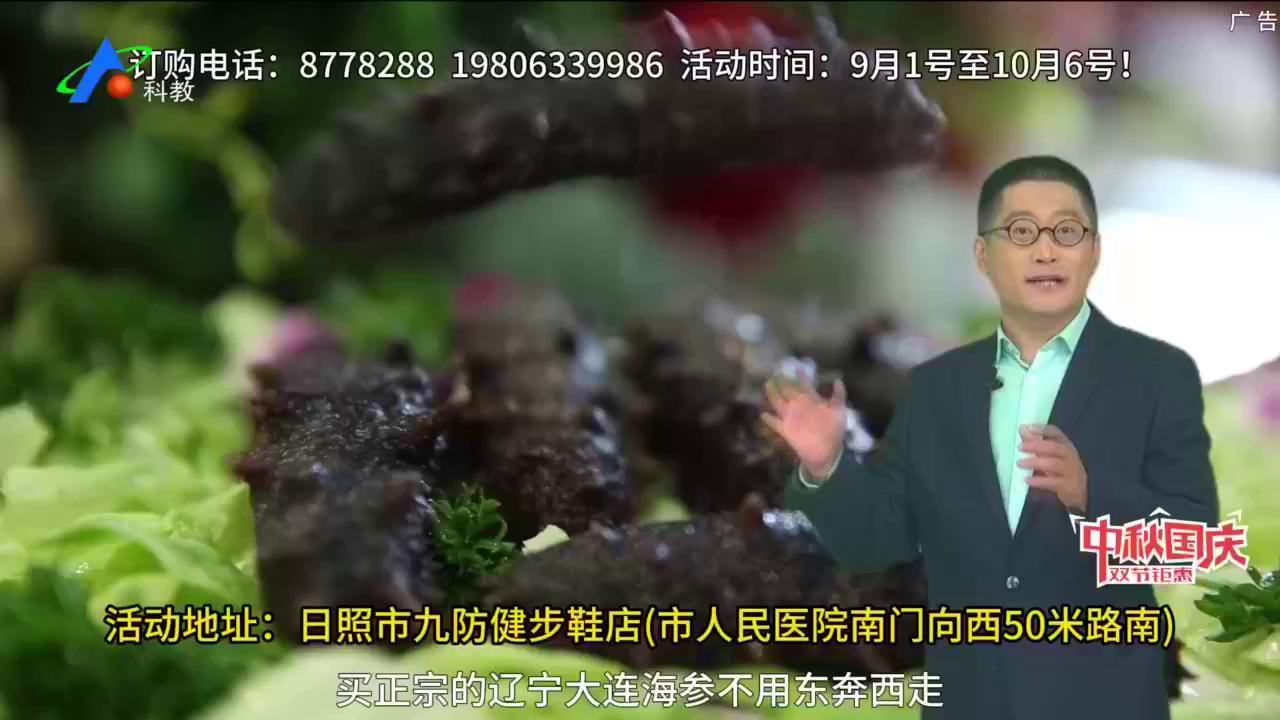 广告
订购电话：8778288 19806339986 活动时间：9月1号至10月6号！
科教
中秋国庆
双节钜惠
活动地址：日照市九防健步鞋店(市人民医院南门向西50米路南)
买正宗的辽宁大连海参不用东奔西走